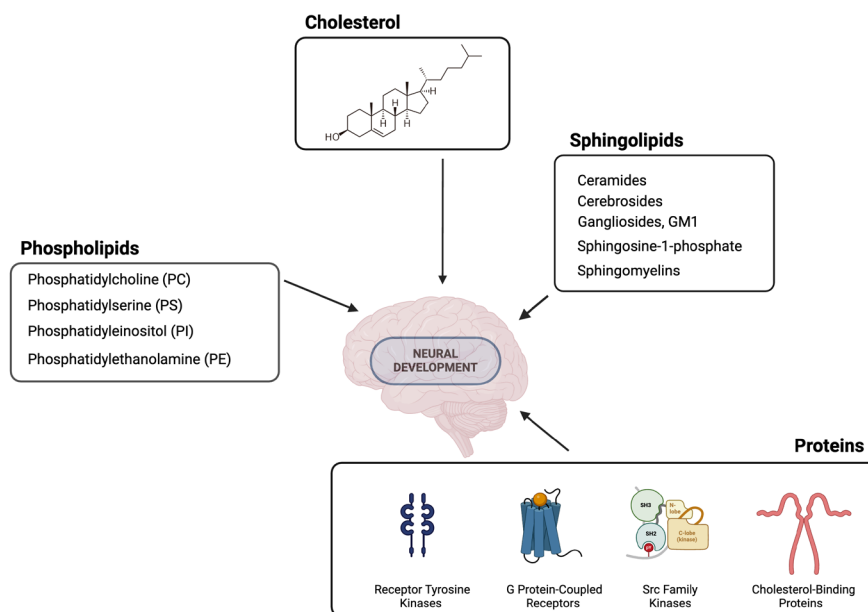 Cholesterol
HO
H
H
H
H
Sphingolipids
Ceramides
Cerebrosides
Gangliosides, GM1
Sphingosine-1-phosphate
Sphingomyelins
Phospholipids
Phosphatidylcholine (PC)
Phosphatidylserine (PS)
Phosphatidyleinositol (PI)
Phosphatidylethanolamine (PE)
NEURAL
DEVELOPMENT
Proteins
SH3
N-
lobe
SH2
C-lobe
(kinase)
Receptor Tyrosine
Kinases
G Protein-Coupled
Receptors
Src Family
Kinases
Cholesterol-Binding
Proteins